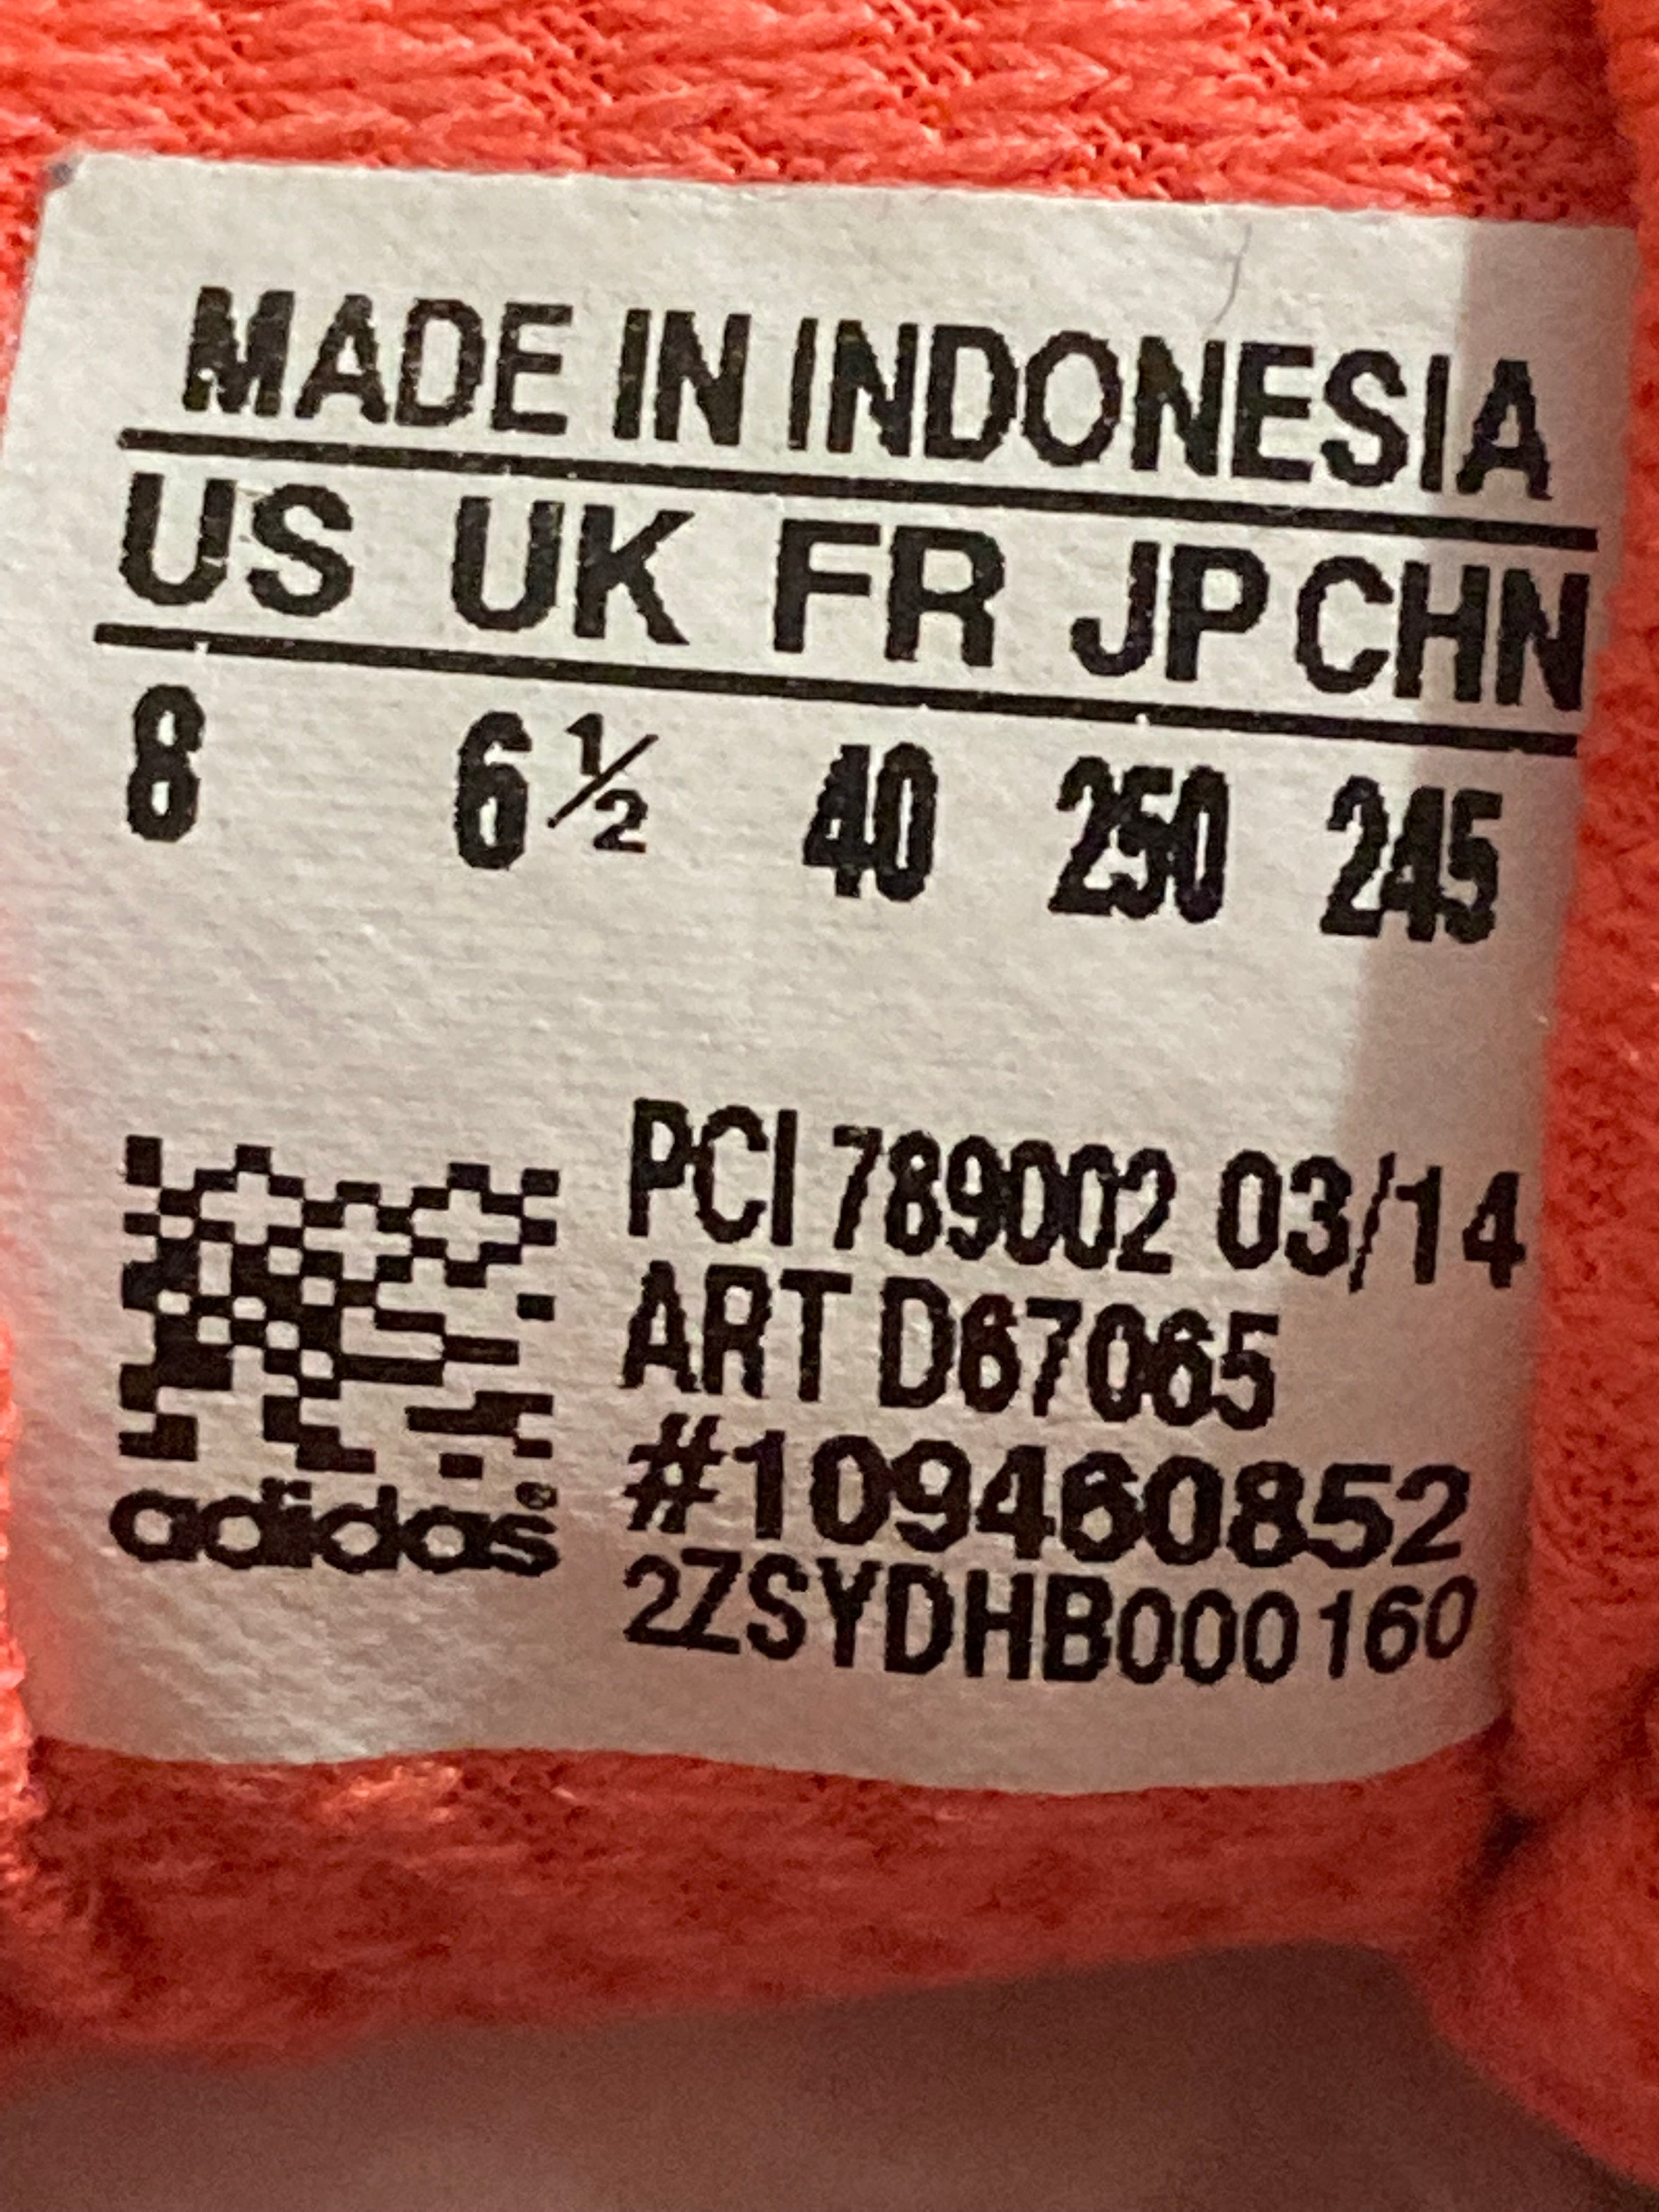 MADE IN INDONESIA
US UK FR JP CHN
8 6½ 40 250 245
PCI 789002 03/14
ART D67065
#109460852
adidas®
2ZSYDHB000160